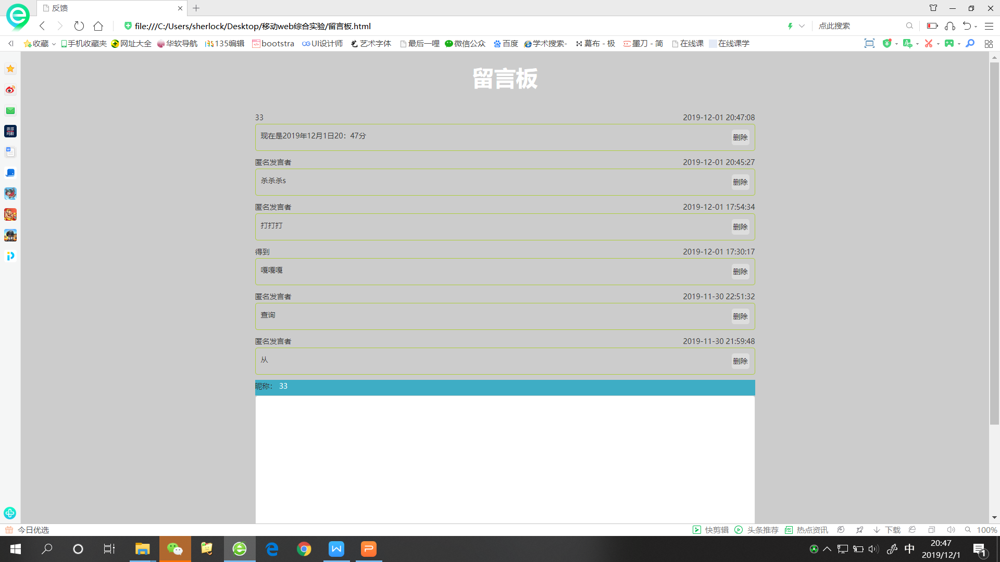 反馈
file:///C:/Users/sherlock/Desktop/移动web综合实验/留言板.html
点此搜索
收藏 手机收藏夹 网址大全 华软导航 135编辑 bootstra UI设计师 艺术字体 最后一哩 微信公众 百度 学术搜索- 幕布 - 极 墨刀 - 简 在线课 在线课学
留言板
33 2019-12-01 20:47:08
现在是2019年12月1日20：47分 删除
匿名发言者 2019-12-01 20:45:27
杀杀杀s 删除
匿名发言者 2019-12-01 17:54:34
打打打 删除
得到 2019-12-01 17:30:17
嘎嘎嘎 删除
匿名发言者 2019-11-30 22:51:32
查询 删除
匿名发言者 2019-11-30 21:59:48
从 删除
昵称： 33
今日优选 快剪辑 头条推荐 热点资讯 下载 100%
中 20:47
2019/12/1 1